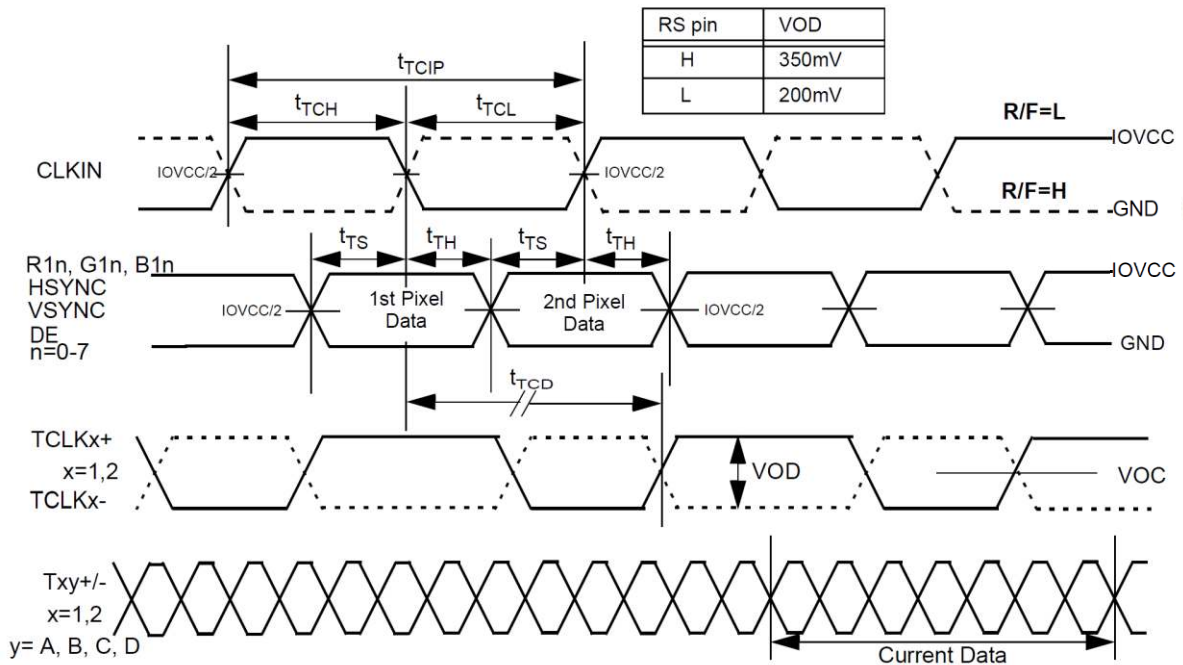 RS pin VOD
H 350mV
L 200mV
tTCIP
tTCH tTCL
R/F=L
IOVCC
CLKIN
IOVCC/2
IOVCC/2
R/F=H
GND
tTS tTH tTS tTH
R1n, G1n, B1n
HSYNC
VSYNC
DE
n=0-7
IOVCC
IOVCC/2
1st Pixel
Data
2nd Pixel
Data
IOVCC/2
GND
tTCD
TCLKx+
x=1,2
TCLKx-
VOD
VOC
Txy+/-
x=1,2
y= A, B, C, D
Current Data